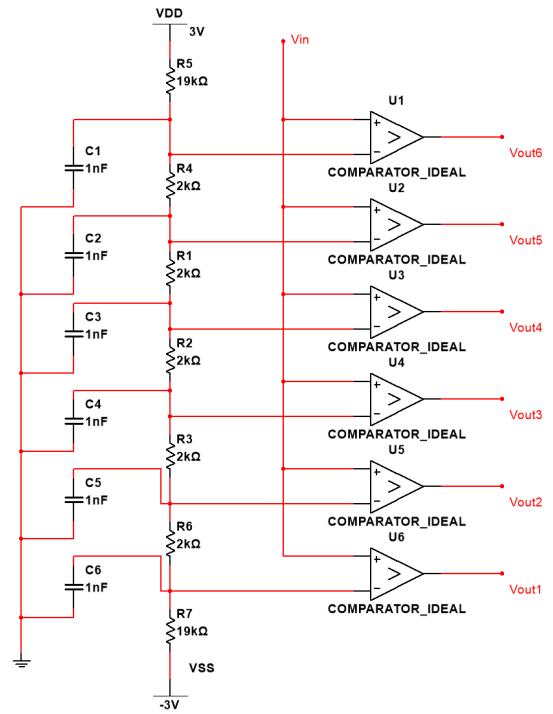 VDD
3V
Vin
R5
19kΩ
U1
C1
1nF
R4
2kΩ
Vout6
COMPARATOR_IDEAL
U2
C2
1nF
R1
2kΩ
Vout5
COMPARATOR_IDEAL
U3
C3
1nF
R2
2kΩ
Vout4
COMPARATOR_IDEAL
U4
C4
1nF
R3
2kΩ
Vout3
COMPARATOR_IDEAL
U5
C5
1nF
R6
2kΩ
Vout2
COMPARATOR_IDEAL
U6
C6
1nF
R7
19kΩ
Vout1
COMPARATOR_IDEAL
VSS
-3V